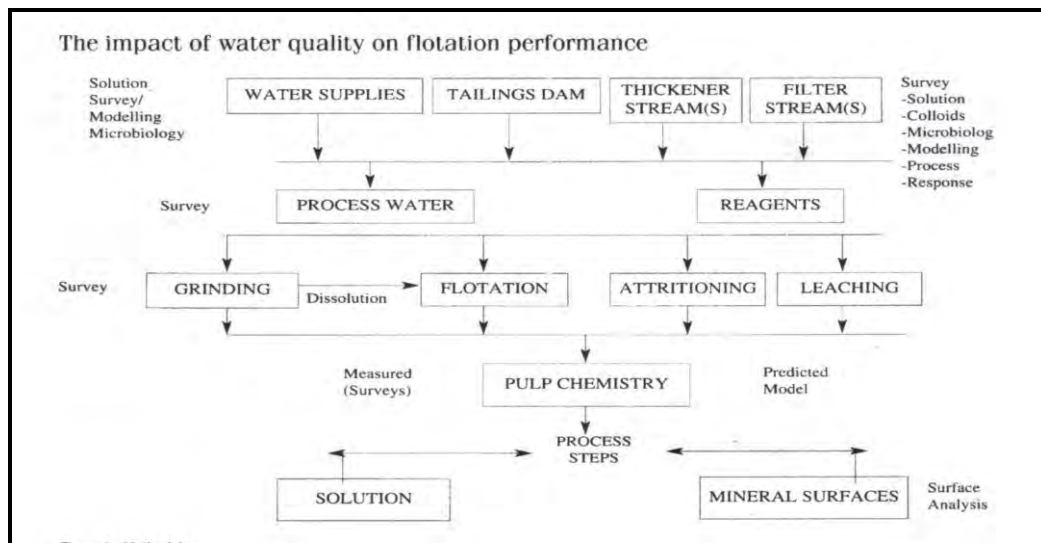 The impact of water quality on flotation performance
Solution
Survey/
Modelling
Microbiology
WATER SUPPLIES
TAILINGS DAM
THICKENER
STREAM(S)
FILTER
STREAM(S)
Survey
-Solution
-Colloids
-Microbiolog
-Modelling
-Process
-Response
Survey
PROCESS WATER
REAGENTS
Survey
GRINDING
Dissolution
FLOTATION
ATTRITIONING
LEACHING
Measured
(Surveys)
PULP CHEMISTRY
Predicted
Model
PROCESS
STEPS
SOLUTION
MINERAL SURFACES
Surface
Analysis